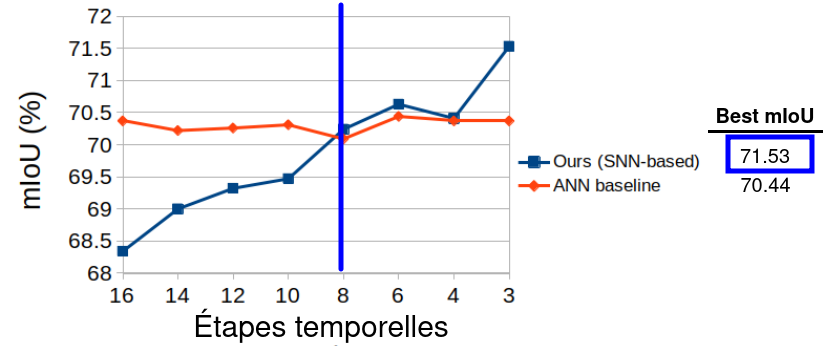 72
71.5
71
70.5
70
69.5
69
68.5
68
mIoU (%)
16 14 12 10 8 6 4 3
Étapes temporelles
Ours (SNN-based)
ANN baseline
Best mIoU
71.53
70.44